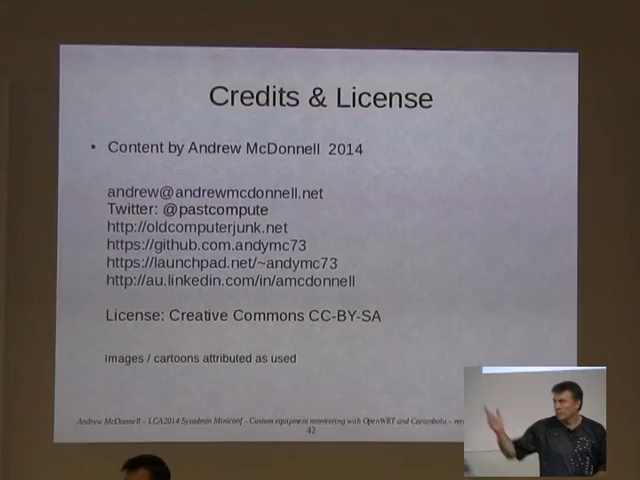 Credits & License
• Content by Andrew McDonnell 2014
andrew@andrewmcdonnell.net
Twitter: @pastcompute
http://oldcomputerjunk.net
https://github.com.andymc73
https://launchpad.net/~andymc73
http://au.linkedin.com/in/amcdonnell
License: Creative Commons CC-BY-SA
Images / cartoons attributed as used
Andrew McDonnell – LCA2014 Sysadmin Miniconf - Custom equipment monitoring with OpenWRT and Carambola –
42